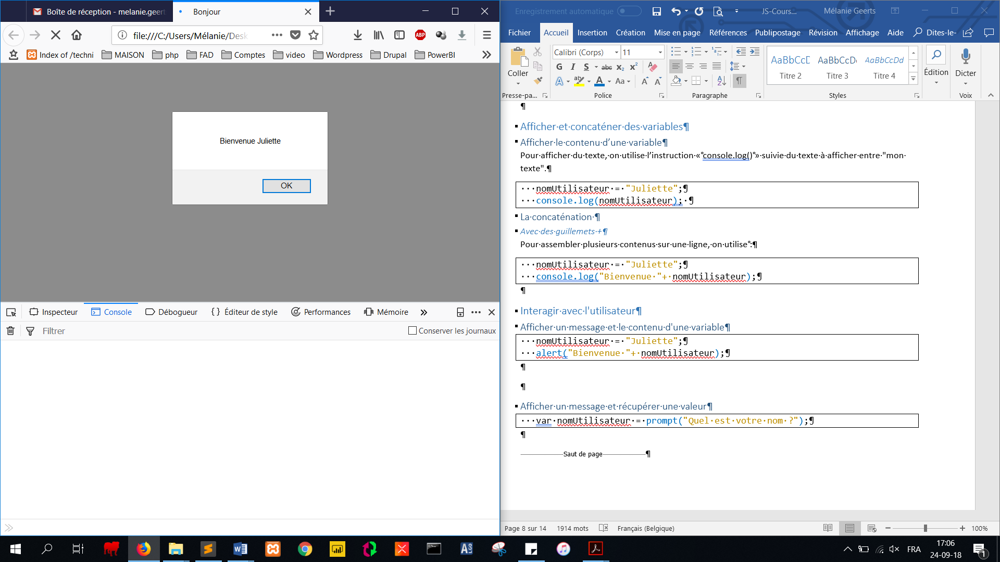 Boîte de réception - melanie.geert
Bonjour
file:///C:/Users/Mélanie/Desk
ABP
Index of /techni
MAISON
php
FAD
Comptes
video
Wordpress
Drupal
PowerBI
Bienvenue Juliette
OK
Inspecteur
Console
Débogueur
Éditeur de style
Performances
Mémoire
Filtrer
Conserver les journaux
Enregistrement automatique
JS-Cours...
Mélanie Geerts
Fichier
Accueil
Insertion
Création
Mise en page
Références
Publipostage
Révision
Affichage
Aide
Dites-le-
Coller
Calibri (Corps)
11
G I S abc x₂ x²
A ab A Aa A A
AaBbCcD
Titre 2
AaBbCcDc
Titre 3
AaBbCcDd
Titre 4
Édition
Dicter
Presse-pa...
Police
Paragraphe
Styles
Voix
¶
Afficher·et·concaténer·des·variables¶
Afficher·le·contenu·d’une·variable¶
Pour·afficher·du·texte,·on·utilise·l’instruction·«°console.log()°»·suivie·du·texte·à·afficher·entre·"mon·
texte".¶
···nomUtilisateur·=·"Juliette";¶
···console.log(nomUtilisateur);·¶
La·concaténation·¶
Avec·des·guillemets·+¶
Pour·assembler·plusieurs·contenus·sur·une·ligne,·on·utilise°:¶
···nomUtilisateur·=·"Juliette";¶
···console.log("Bienvenue·"+·nomUtilisateur);¶
¶
Interagir·avec·l'utilisateur¶
Afficher·un·message·et·le·contenu·d'une·variable¶
···nomUtilisateur·=·"Juliette";¶
···alert("Bienvenue·"+·nomUtilisateur);¶
¶
¶
Afficher·un·message·et·récupérer·une·valeur¶
···var·nomUtilisateur·=·prompt("Quel·est·votre·nom·?");¶
¶
Saut de page¶
Page 8 sur 14
1914 mots
Français (Belgique)
100%
ALGO
FRA
17:06
24-09-18
1